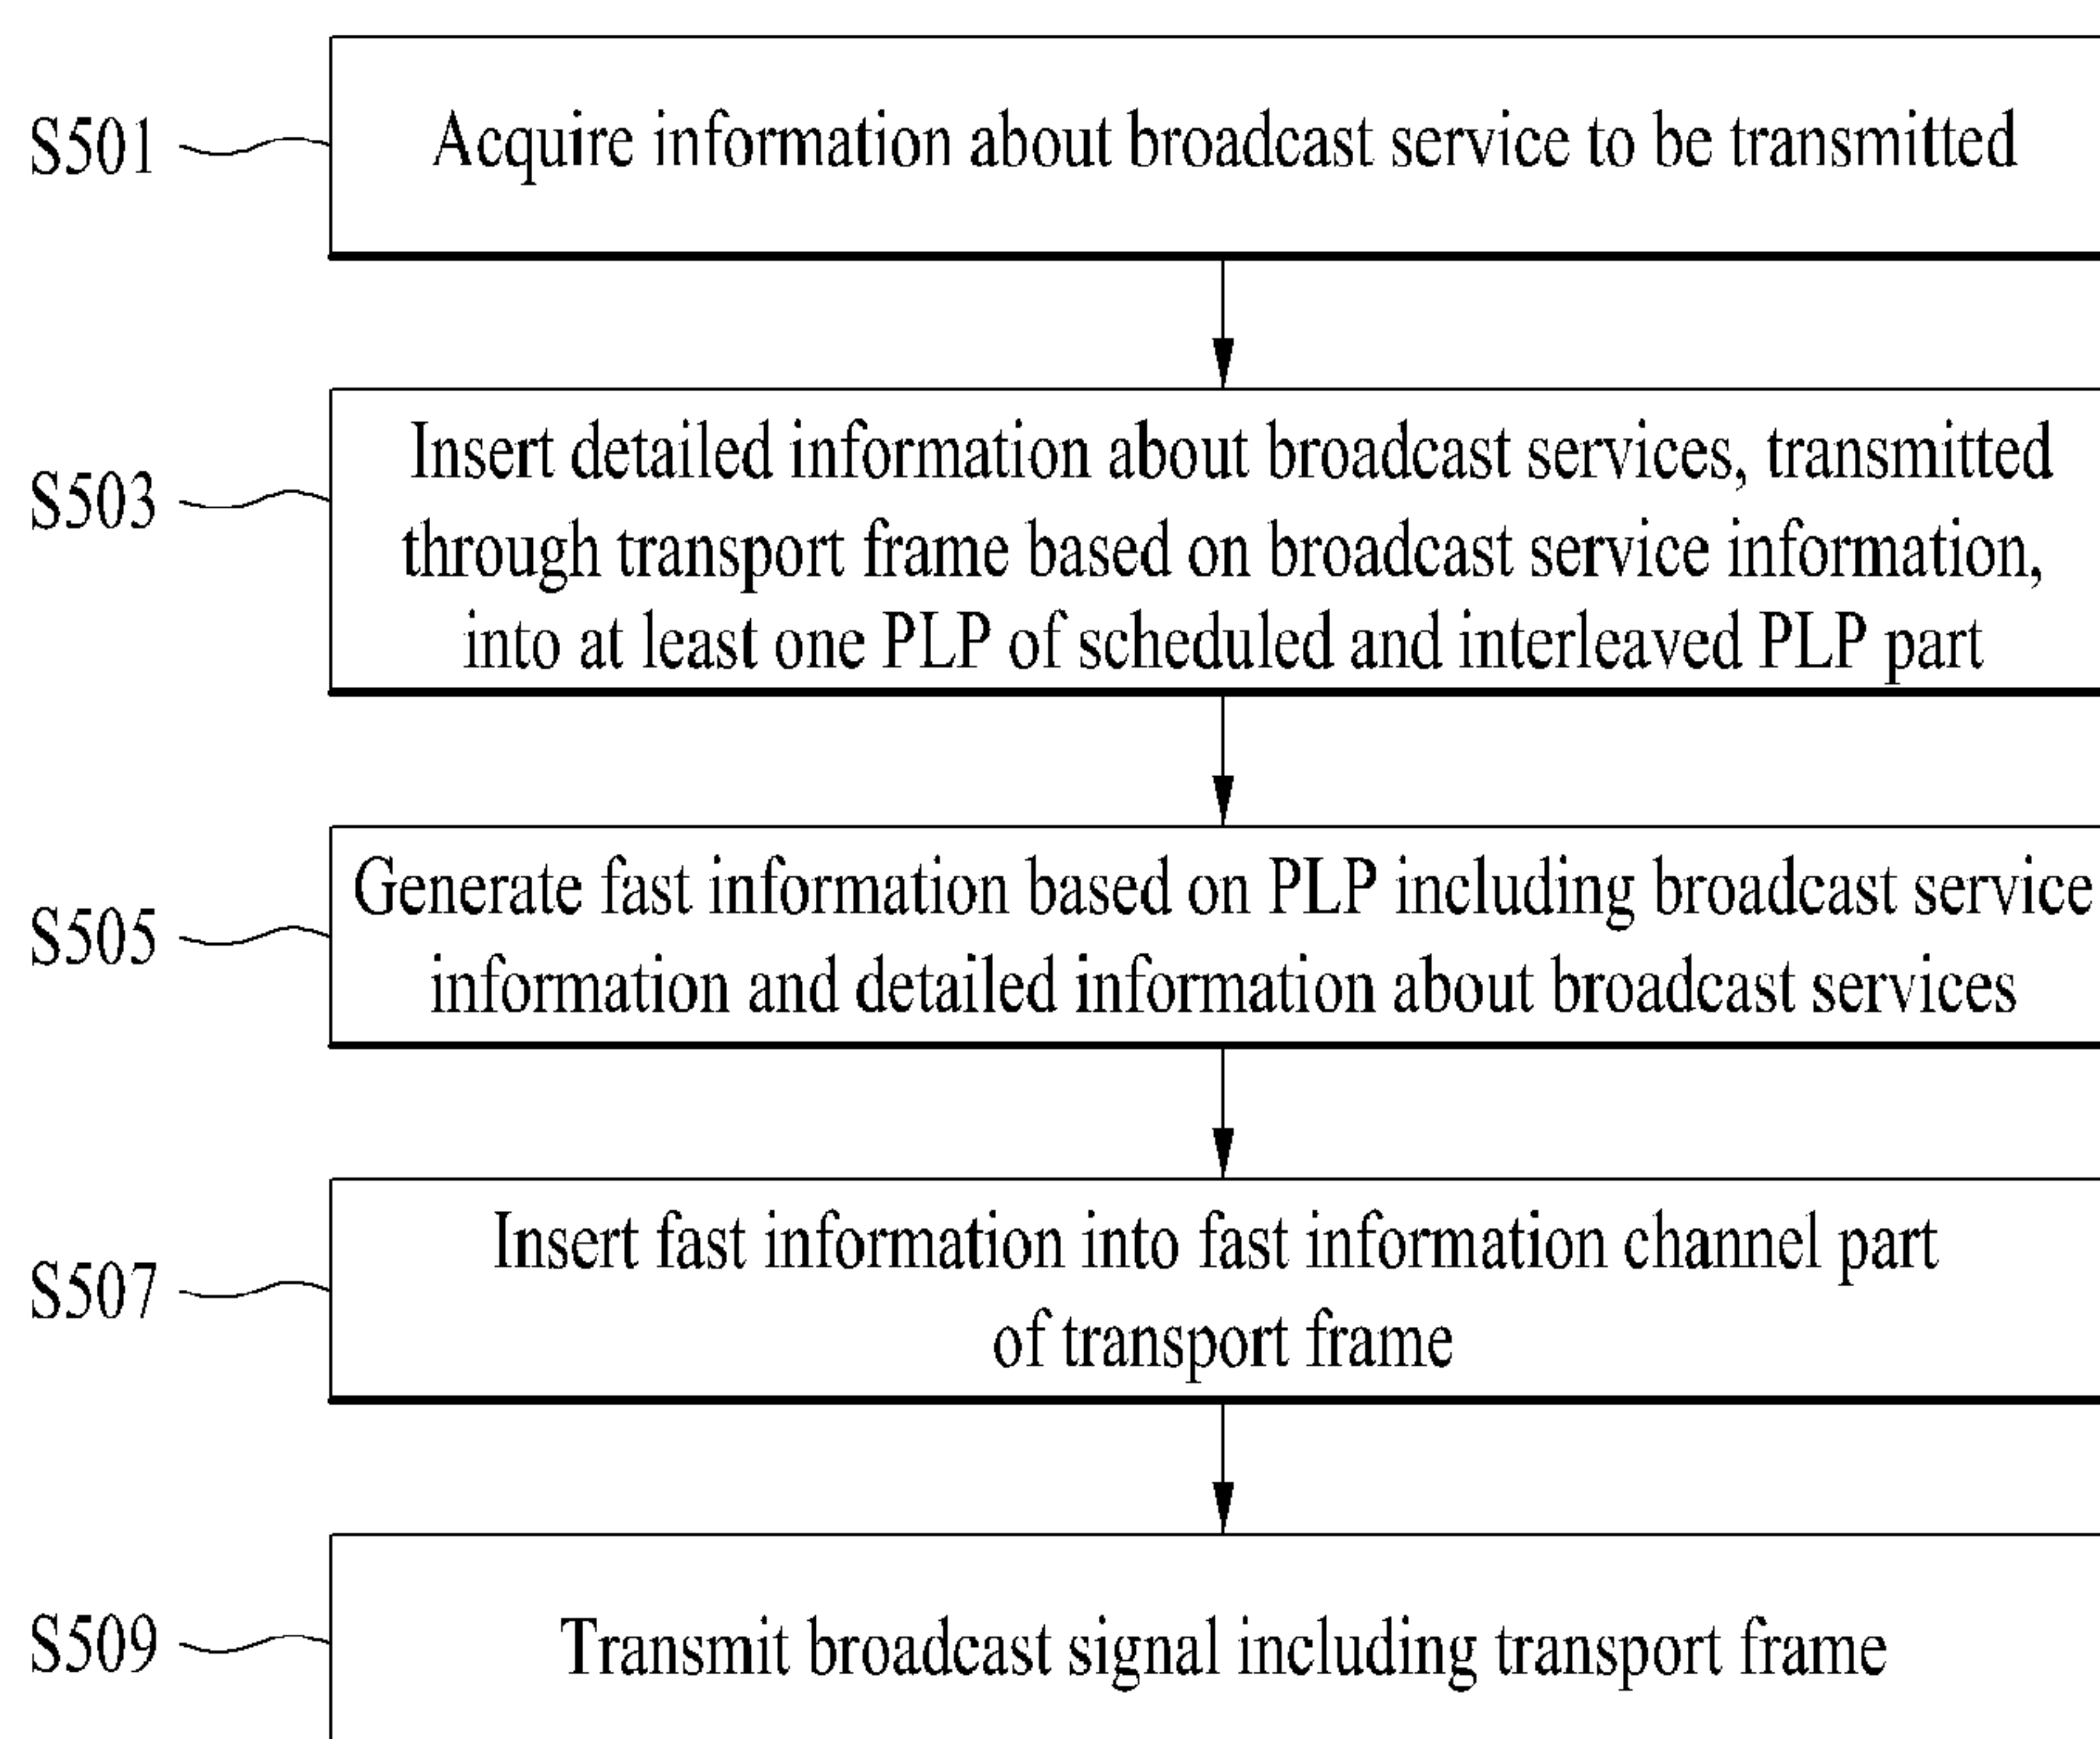 S501
Acquire information about broadcast service to be transmitted
S503
Insert detailed information about broadcast services, transmitted
through transport frame based on broadcast service information,
into at least one PLP of scheduled and interleaved PLP part
S505
Generate fast information based on PLP including broadcast service
information and detailed information about broadcast services
S507
Insert fast information into fast information channel part
of transport frame
S509
Transmit broadcast signal including transport frame